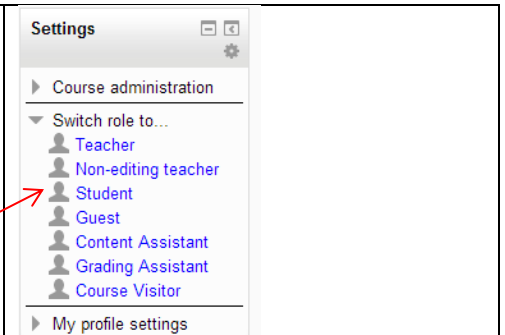 Settings
Course administration
Switch role to...
Teacher
Non-editing teacher
Student
Guest
Content Assistant
Grading Assistant
Course Visitor
My profile settings